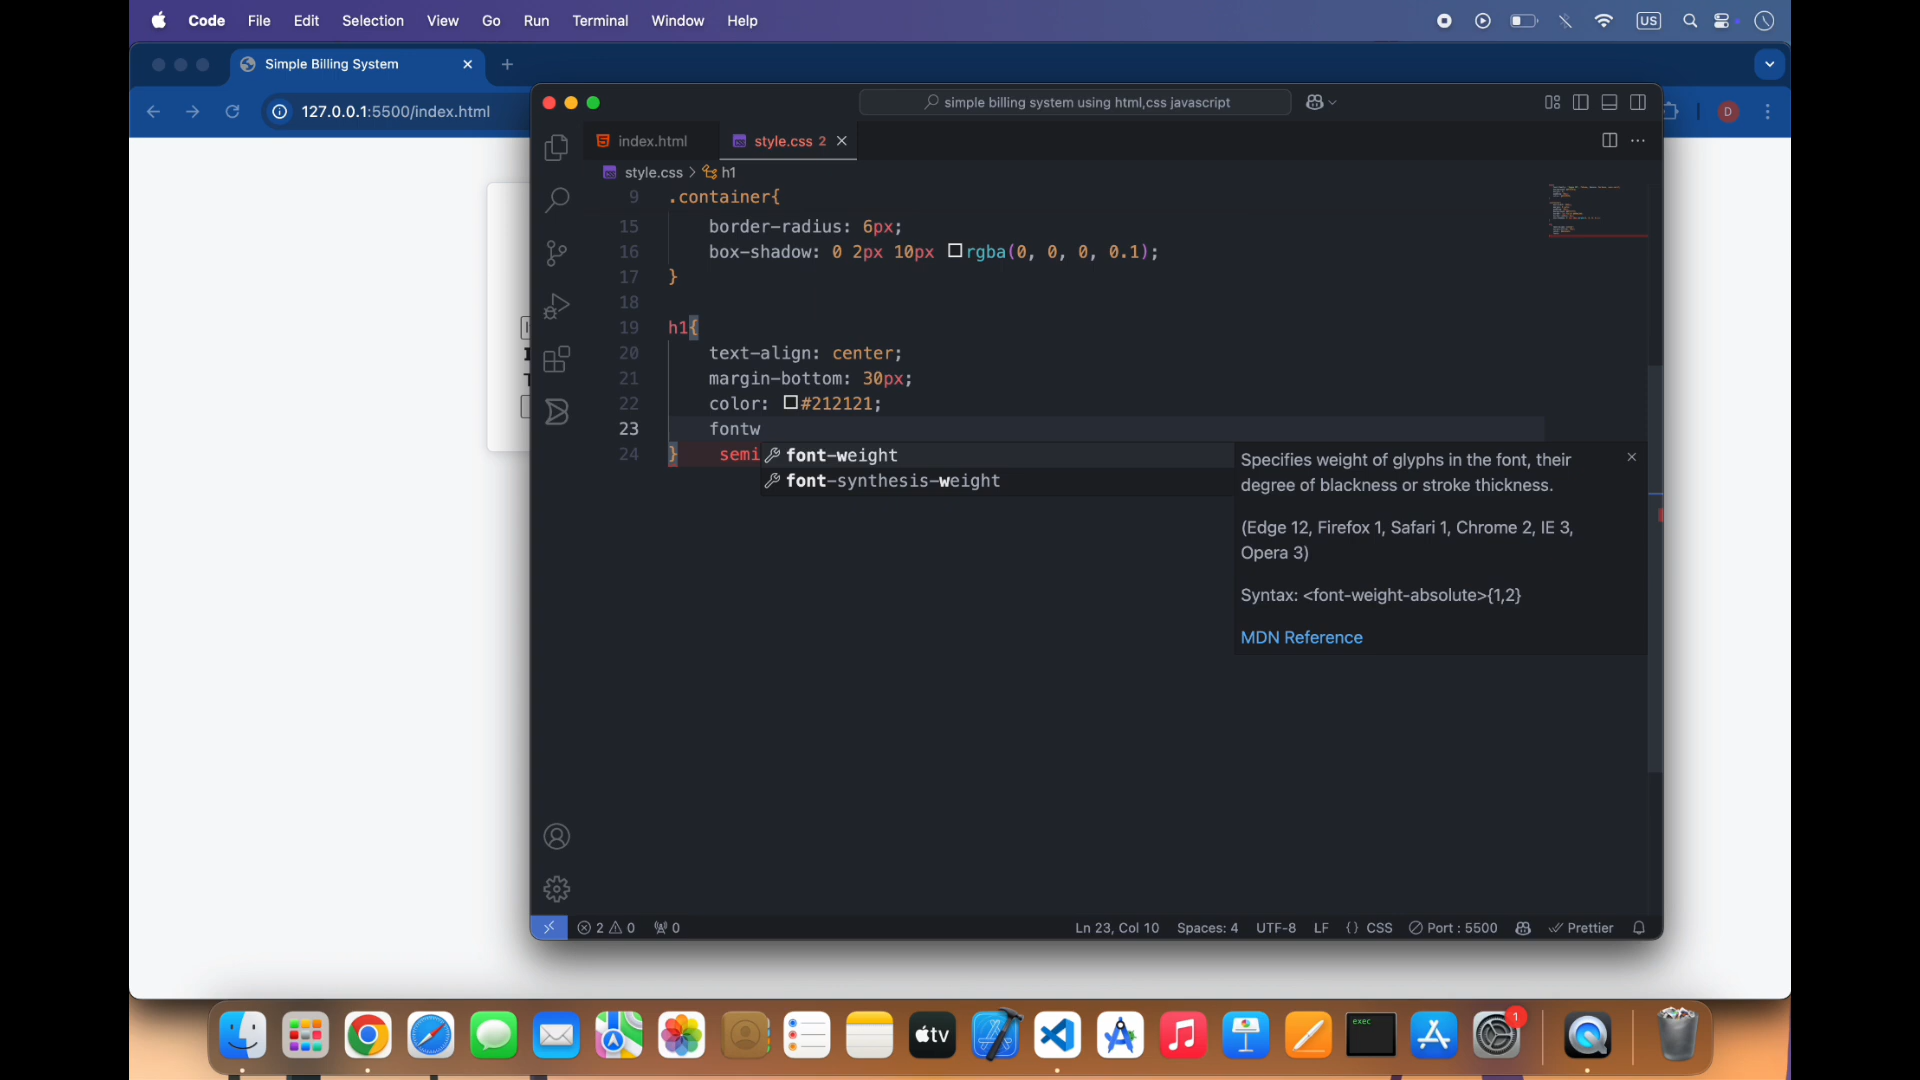 Code File Edit Selection View Go Run Terminal Window Help
US
Simple Billing System
127.0.0.1:5500/index.html
D
simple billing system using html,css javascript
index.html
style.css 2
style.css > h1
9 .container{
15 border-radius: 6px;
16 box-shadow: 0 2px 10px rgba(0, 0, 0, 0.1);
17 }
18
19 h1{
20 text-align: center;
21 margin-bottom: 30px;
22 color: #212121;
23 fontw
24 } semi
font-weight
font-synthesis-weight
Specifies weight of glyphs in the font, their
degree of blackness or stroke thickness.
(Edge 12, Firefox 1, Safari 1, Chrome 2, IE 3,
Opera 3)
Syntax: <font-weight-absolute>{1,2}
MDN Reference
2 0 0
Ln 23, Col 10 Spaces: 4 UTF-8 LF {} CSS Port : 5500 Prettier
tv
exec
1